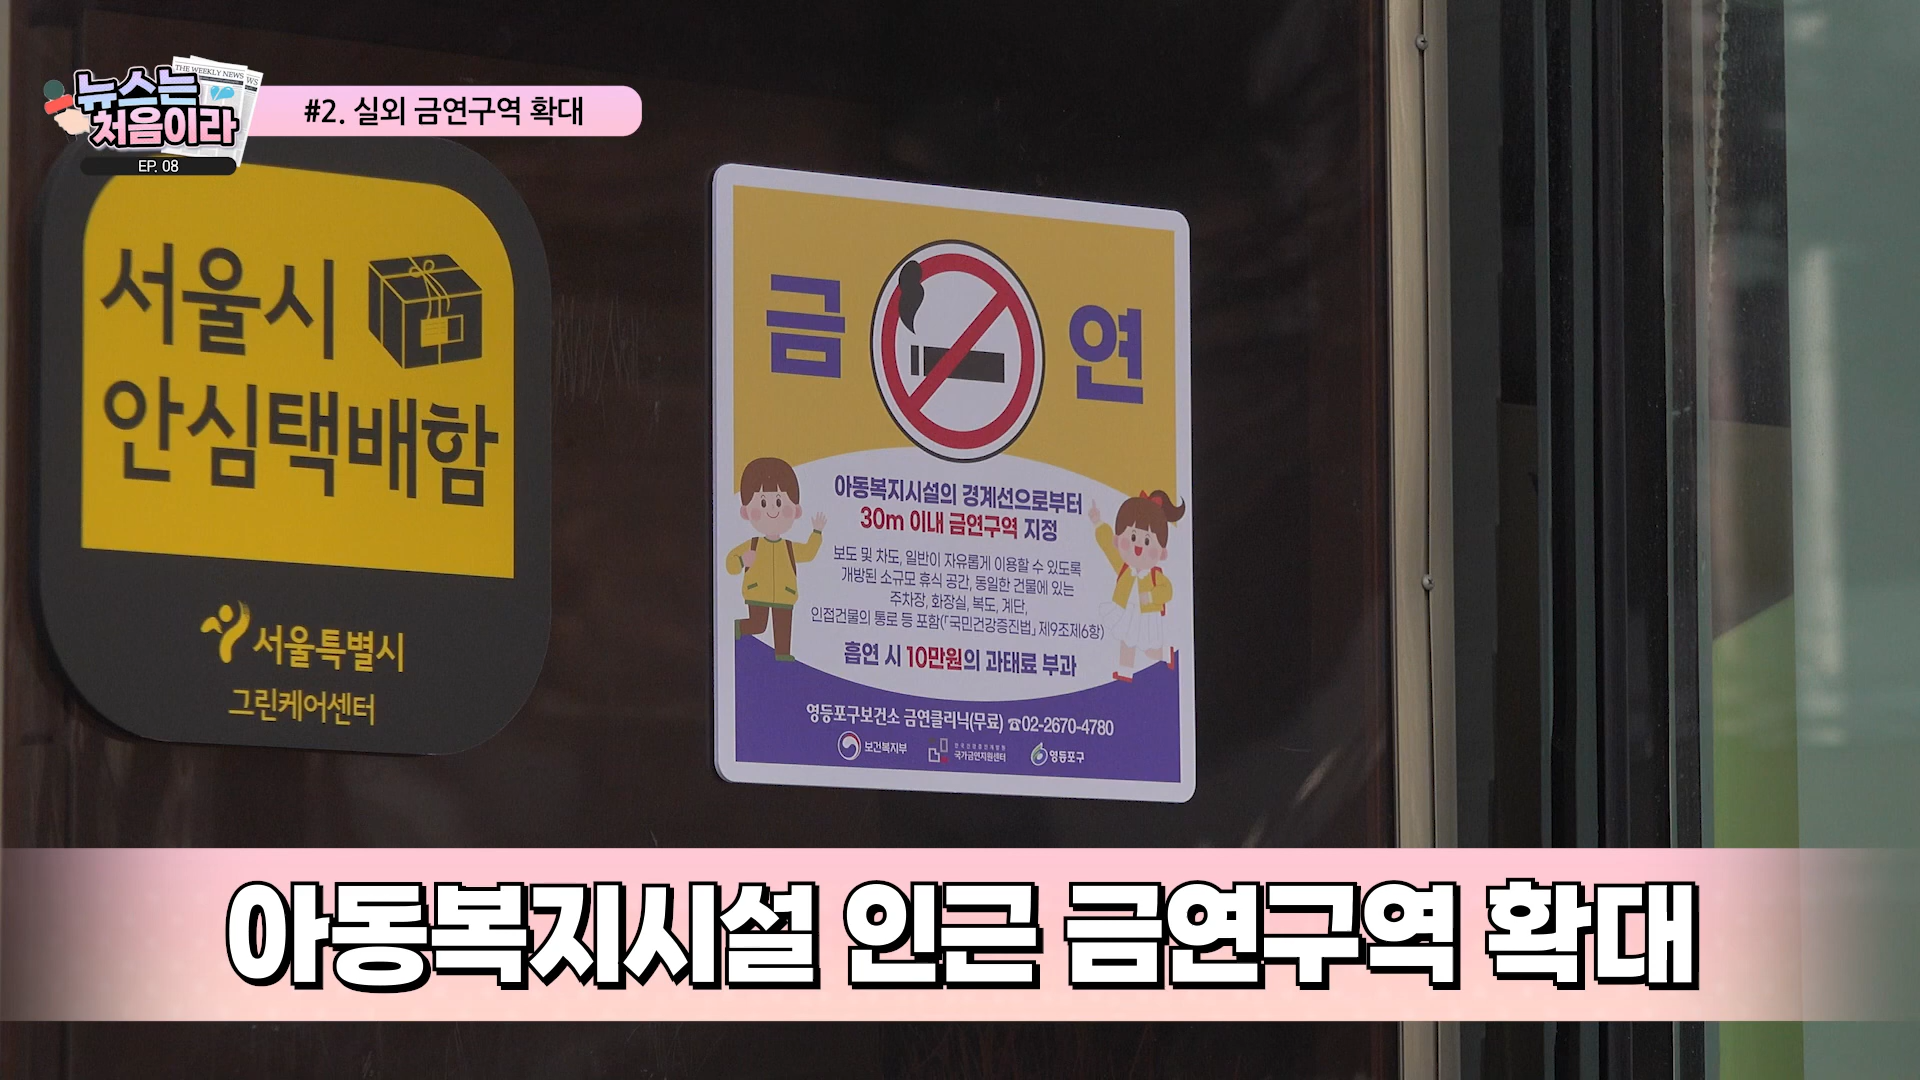 THE WEEKLY NEWS
WS
뉴스는
처음이라
EP. 08
#2. 실외 금연구역 확대
서울시
안심택배함
서울특별시
그린케어센터
금연
아동복지시설의 경계선으로부터
30m 이내 금연구역 지정
보도 및 차도, 일반이 자유롭게 이용할 수 있도록
개방된 소규모 휴식 공간, 동일한 건물에 있는
주차장, 화장실, 복도, 계단,
인접건물의 통로 등 포함(「국민건강증진법」 제9조제6항)
흡연 시 10만원의 과태료 부과
영등포구보건소 금연클리닉(무료) ☎02-2670-4780
보건복지부
한국건강증진개발원
국가금연지원센터
영등포구
아동복지시설 인근 금연구역 확대